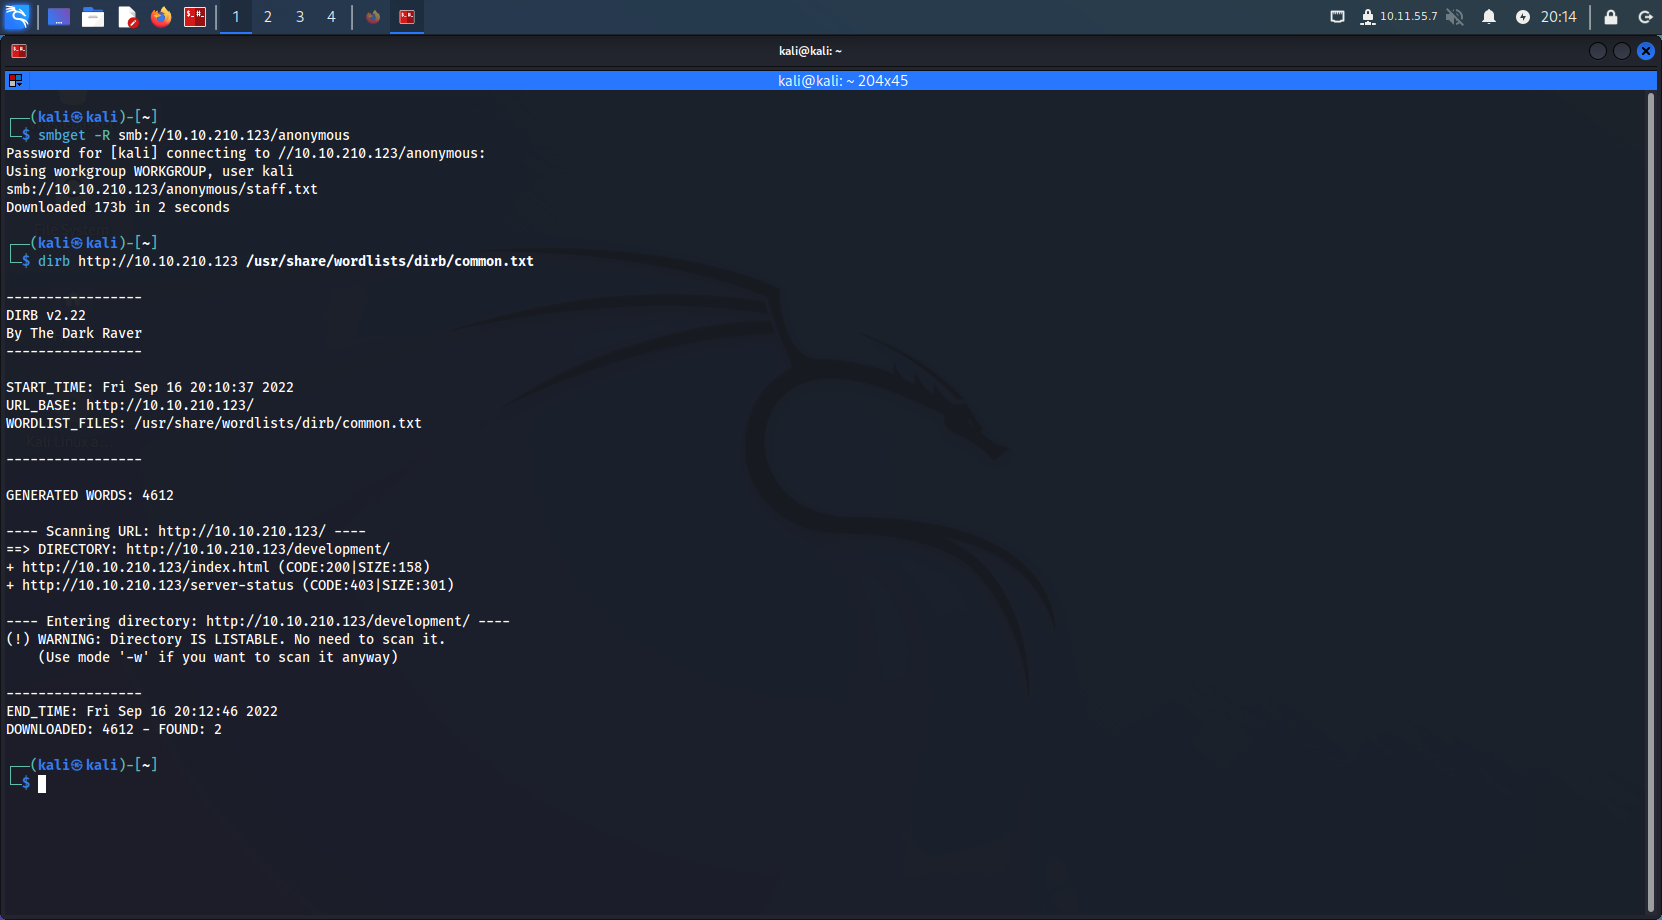 1 2 3 4 10.11.55.7 20:14
kali@kali: ~
kali@kali: ~ 204x45
┌──(kali㉿kali)-[~]
└─$ smbget -R smb://10.10.210.123/anonymous
Password for [kali] connecting to //10.10.210.123/anonymous:
Using workgroup WORKGROUP, user kali
smb://10.10.210.123/anonymous/staff.txt
Downloaded 173b in 2 seconds
┌──(kali㉿kali)-[~]
└─$ dirb http://10.10.210.123 /usr/share/wordlists/dirb/common.txt
-----------------
DIRB v2.22
By The Dark Raver
-----------------
START_TIME: Fri Sep 16 20:10:37 2022
URL_BASE: http://10.10.210.123/
WORDLIST_FILES: /usr/share/wordlists/dirb/common.txt
-----------------
GENERATED WORDS: 4612
---- Scanning URL: http://10.10.210.123/ ----
==> DIRECTORY: http://10.10.210.123/development/
+ http://10.10.210.123/index.html (CODE:200|SIZE:158)
+ http://10.10.210.123/server-status (CODE:403|SIZE:301)
---- Entering directory: http://10.10.210.123/development/ ----
(!) WARNING: Directory IS LISTABLE. No need to scan it.
(Use mode '-w' if you want to scan it anyway)
-----------------
END_TIME: Fri Sep 16 20:12:46 2022
DOWNLOADED: 4612 - FOUND: 2
┌──(kali㉿kali)-[~]
└─$